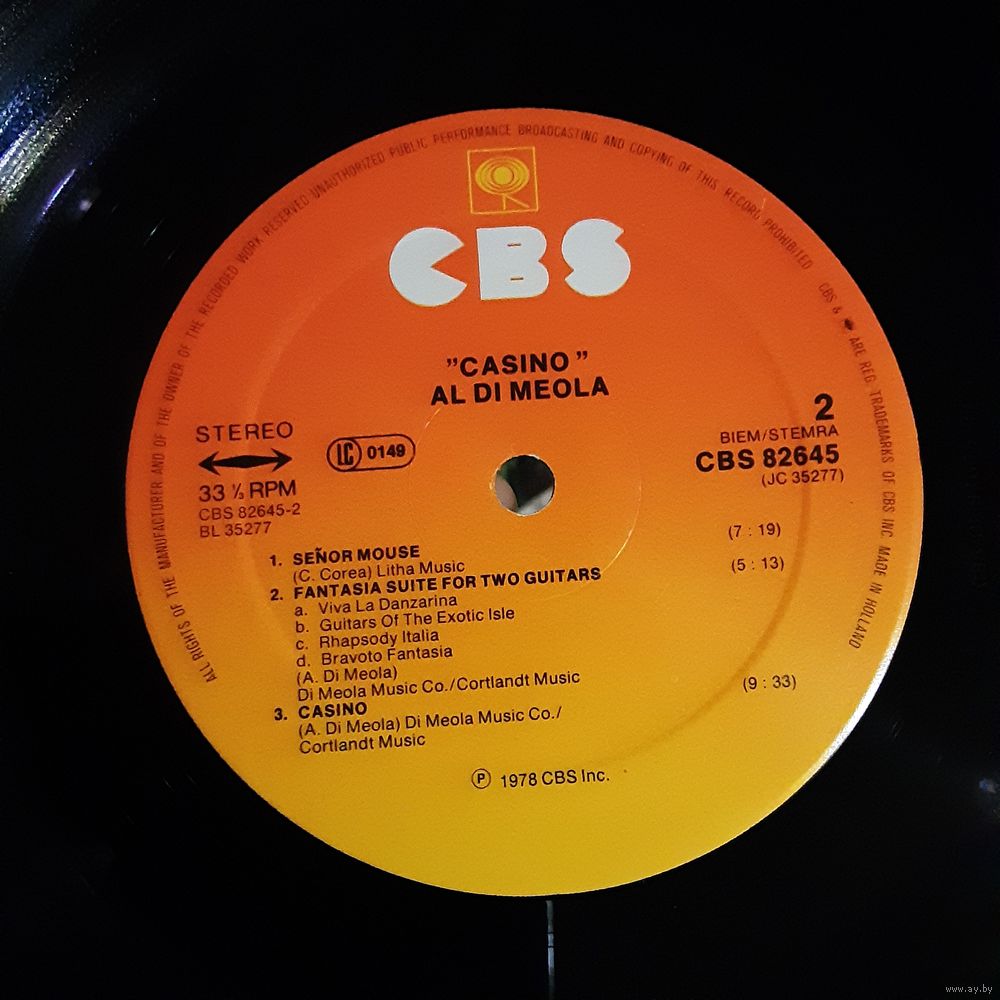 ALL RIGHTS OF THE MANUFACTURER AND OF THE OWNER OF THE RECORDED WORK RESERVED UNAUTHORIZED PUBLIC PERFORMANCE BROADCASTING AND COPYING OF THIS RECORD PROHIBITED
CBS & ARE REG. TRADEMARKS OF CBS INC. MADE IN HOLLAND
CBS
"CASINO"
AL DI MEOLA
STEREO
LC 0149
33 ⅓ RPM
CBS 82645-2
BL 35277
2
BIEM/STEMRA
CBS 82645
(JC 35277)
1. SEÑOR MOUSE (7 : 19)
(C. Corea) Litha Music
2. FANTASIA SUITE FOR TWO GUITARS (5 : 13)
a. Viva La Danzarina
b. Guitars Of The Exotic Isle
c. Rhapsody Italia
d. Bravoto Fantasia
(A. Di Meola)
Di Meola Music Co./Cortlandt Music
3. CASINO (9 : 33)
(A. Di Meola) Di Meola Music Co./
Cortlandt Music
Ⓟ 1978 CBS Inc.
www.ay.by